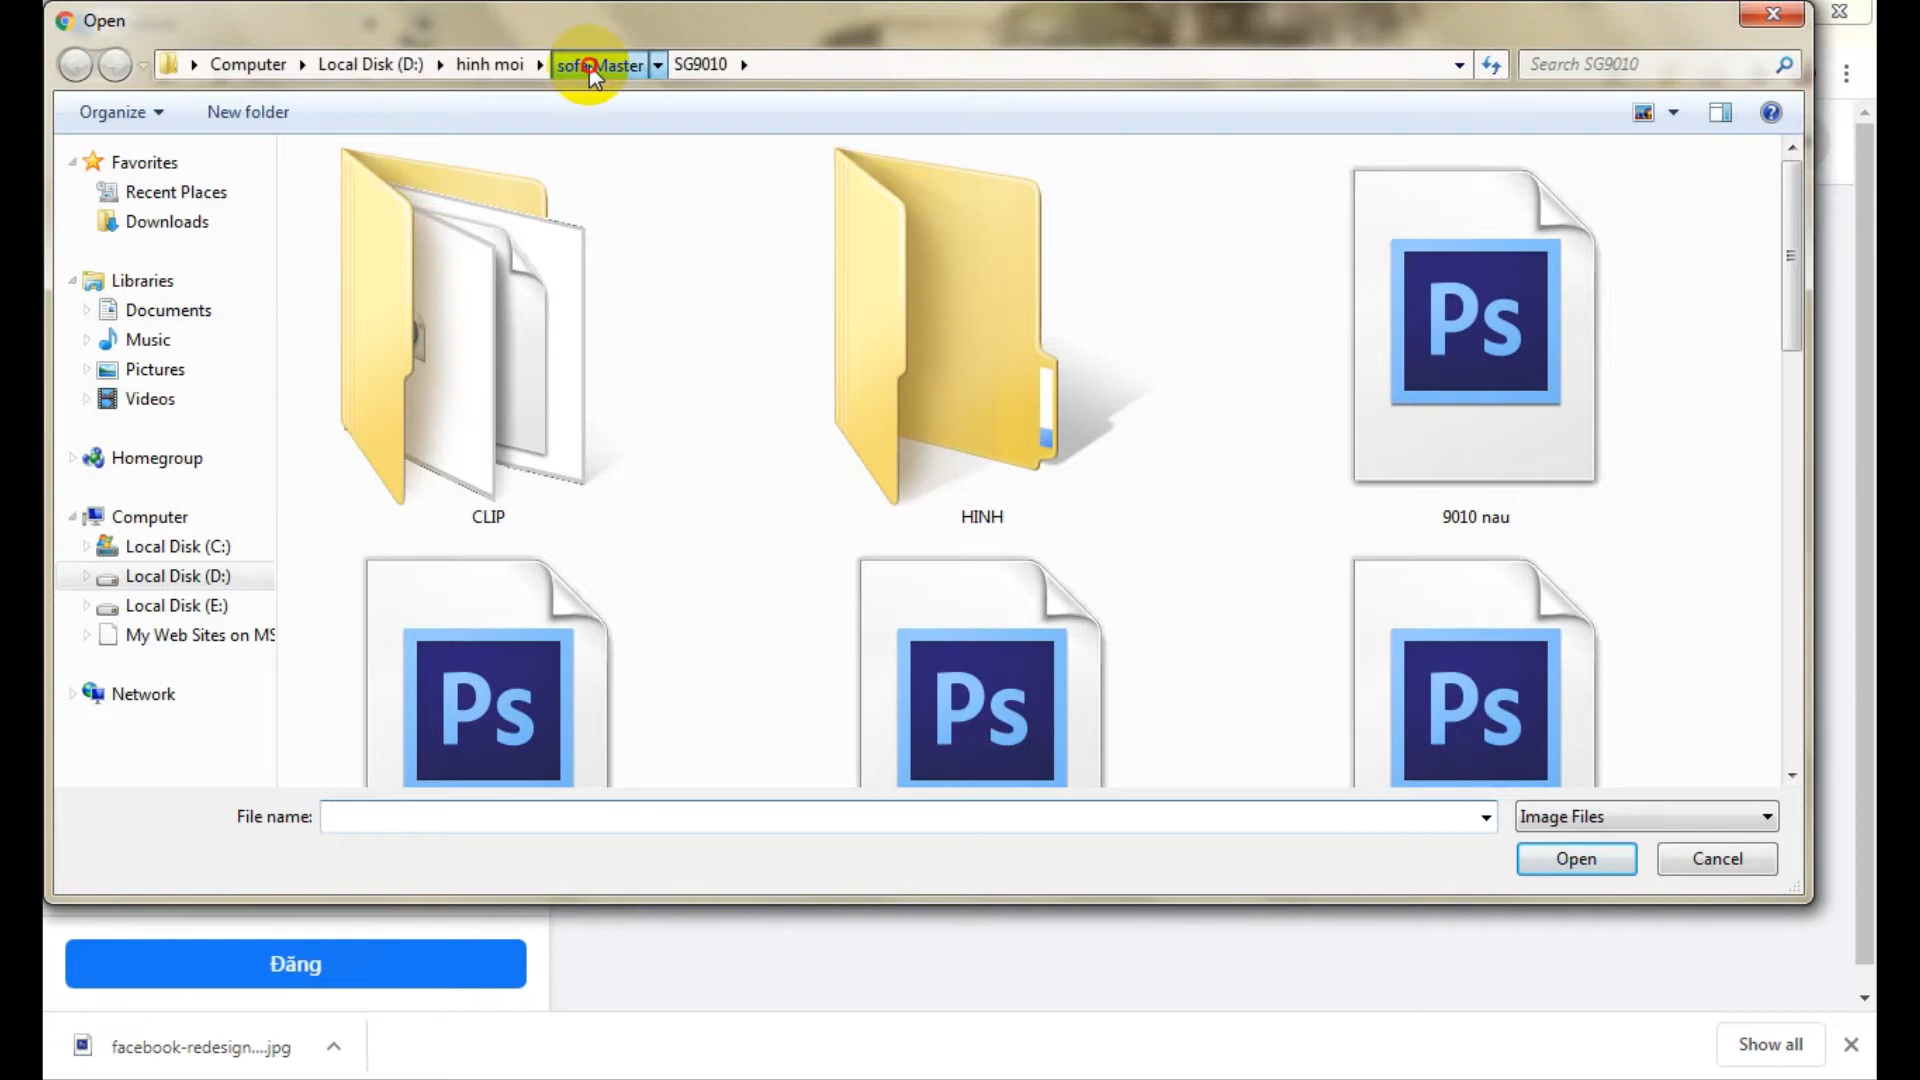 Open
Computer
Local Disk (D:)
hinh moi
sofa Master
SG9010
Search SG9010
Organize
New folder
Favorites
Recent Places
Downloads
Libraries
Documents
Music
Pictures
Videos
Homegroup
Computer
Local Disk (C:)
Local Disk (D:)
Local Disk (E:)
My Web Sites on MS
Network
CLIP
HINH
Ps
9010 nau
Ps
Ps
Ps
File name:
Image Files
Open
Cancel
Đăng
facebook-redesign....jpg
Show all